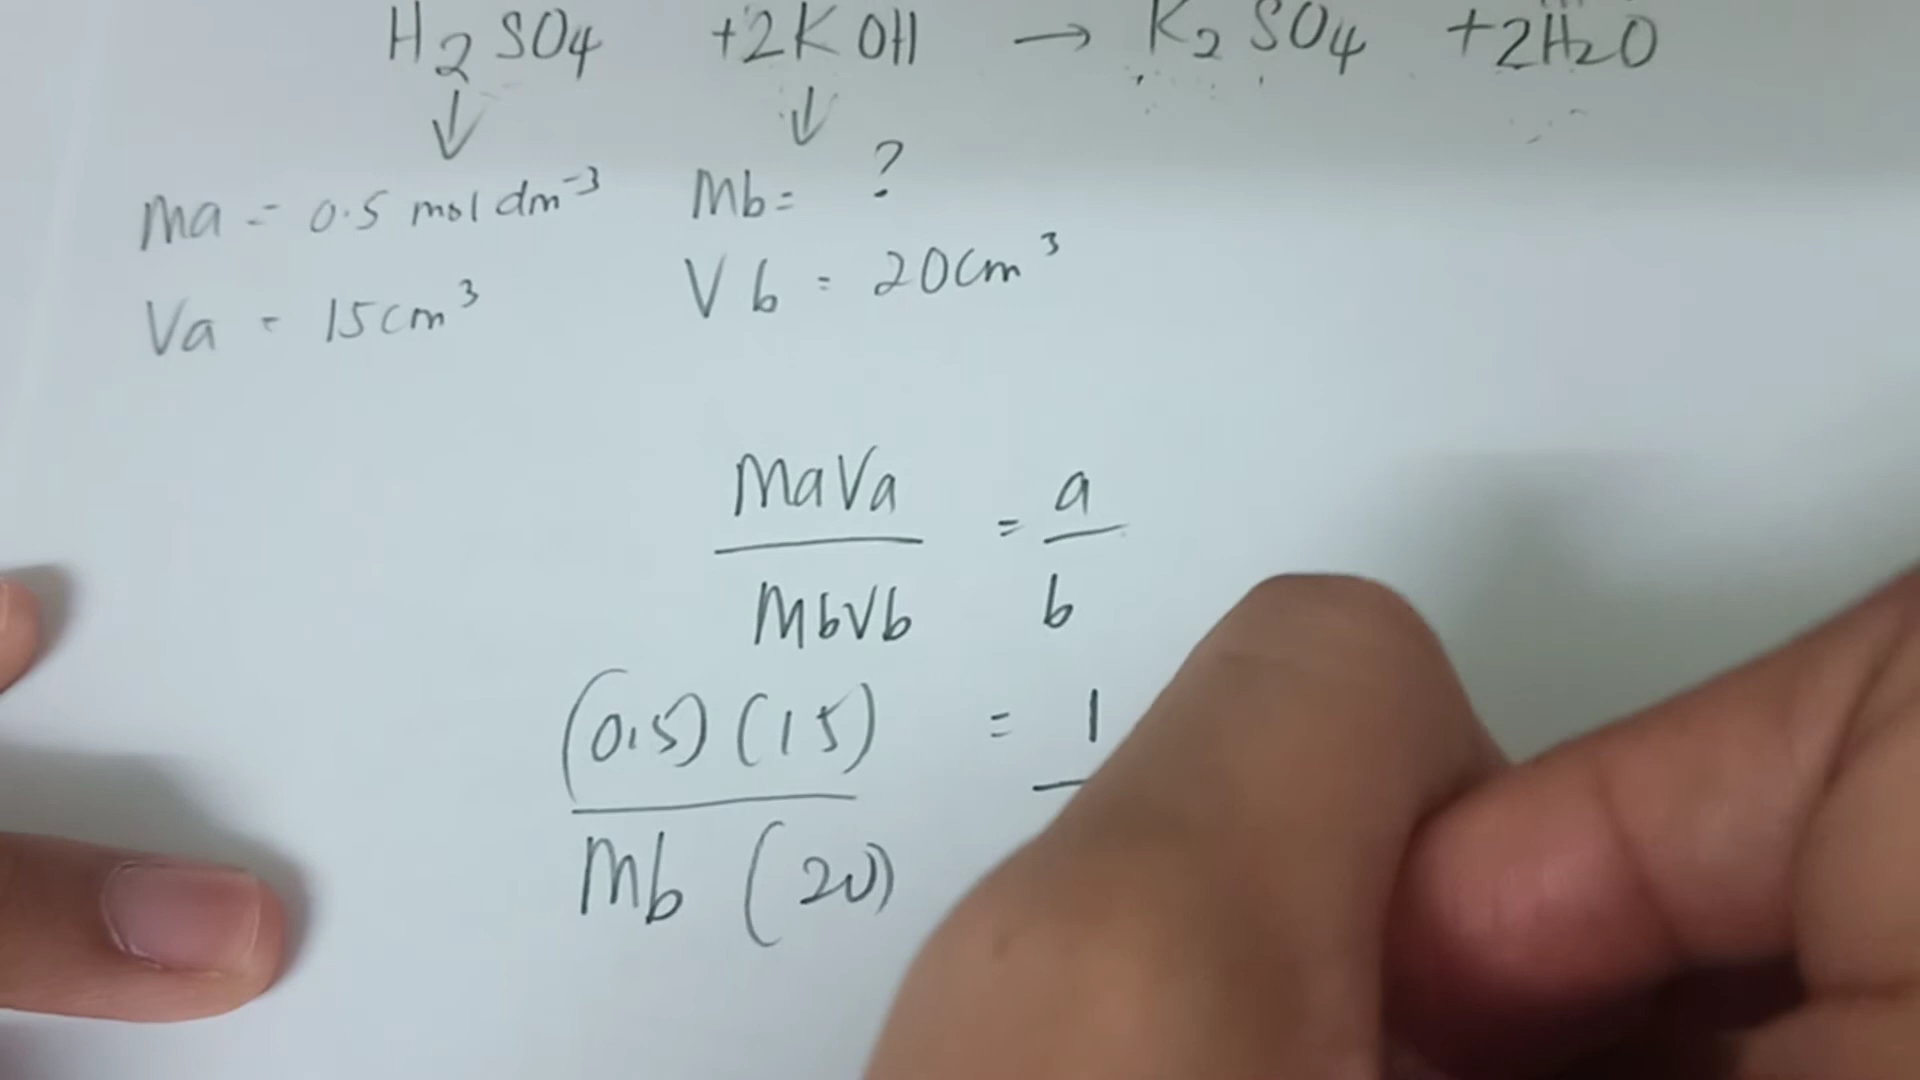 H2SO4 +2KOH → K2SO4 +2H2O
↓ ↓
Ma = 0.5 mol dm⁻³ Mb = ?
Va = 15cm³ Vb = 20cm³
MaVa = a
MbVb b
(0.5) (15) = 1
Mb (20)